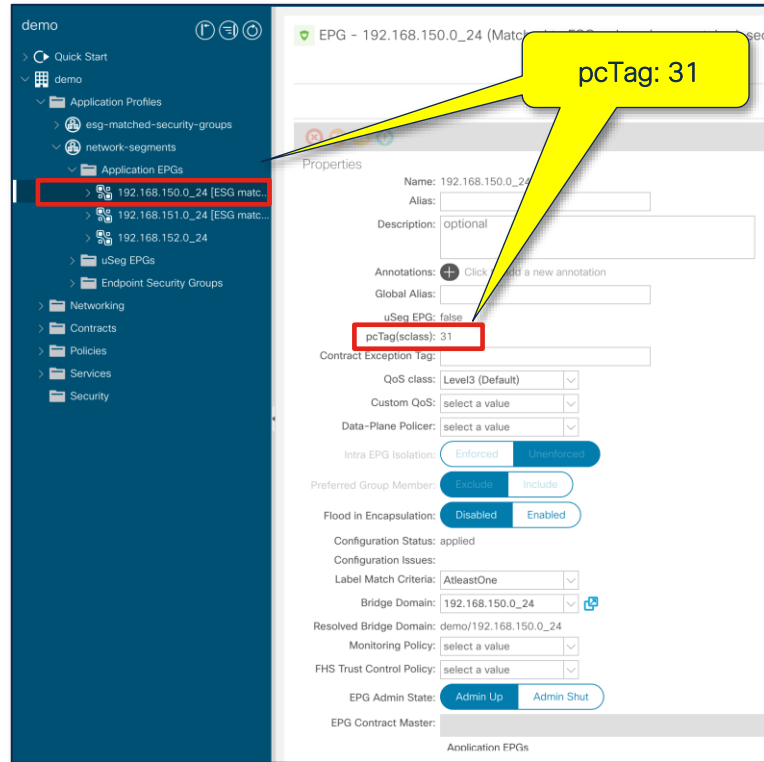 demo
Quick Start
demo
Application Profiles
esg-matched-security-groups
network-segments
Application EPGs
192.168.150.0_24 [ESG matc...
192.168.151.0_24 [ESG matc...
192.168.152.0_24
uSeg EPGs
Endpoint Security Groups
Networking
Contracts
Policies
Services
Security
EPG - 192.168.150.0_24 (Matc
sec
pcTag: 31
Properties
Name: 192.168.150.0_24
Alias:
Description: optional
Annotations: Click d a new annotation
Global Alias:
uSeg EPG: false
pcTag(sclass): 31
Contract Exception Tag:
QoS class: Level3 (Default)
Custom QoS: select a value
Data-Plane Policer: select a value
Intra EPG Isolation: Enforced Unenforced
Preferred Group Member: Exclude Include
Flood in Encapsulation: Disabled Enabled
Configuration Status: applied
Configuration Issues:
Label Match Criteria: AtleastOne
Bridge Domain: 192.168.150.0_24
Resolved Bridge Domain: demo/192.168.150.0_24
Monitoring Policy: select a value
FHS Trust Control Policy: select a value
EPG Admin State: Admin Up Admin Shut
EPG Contract Master:
Application EPGs